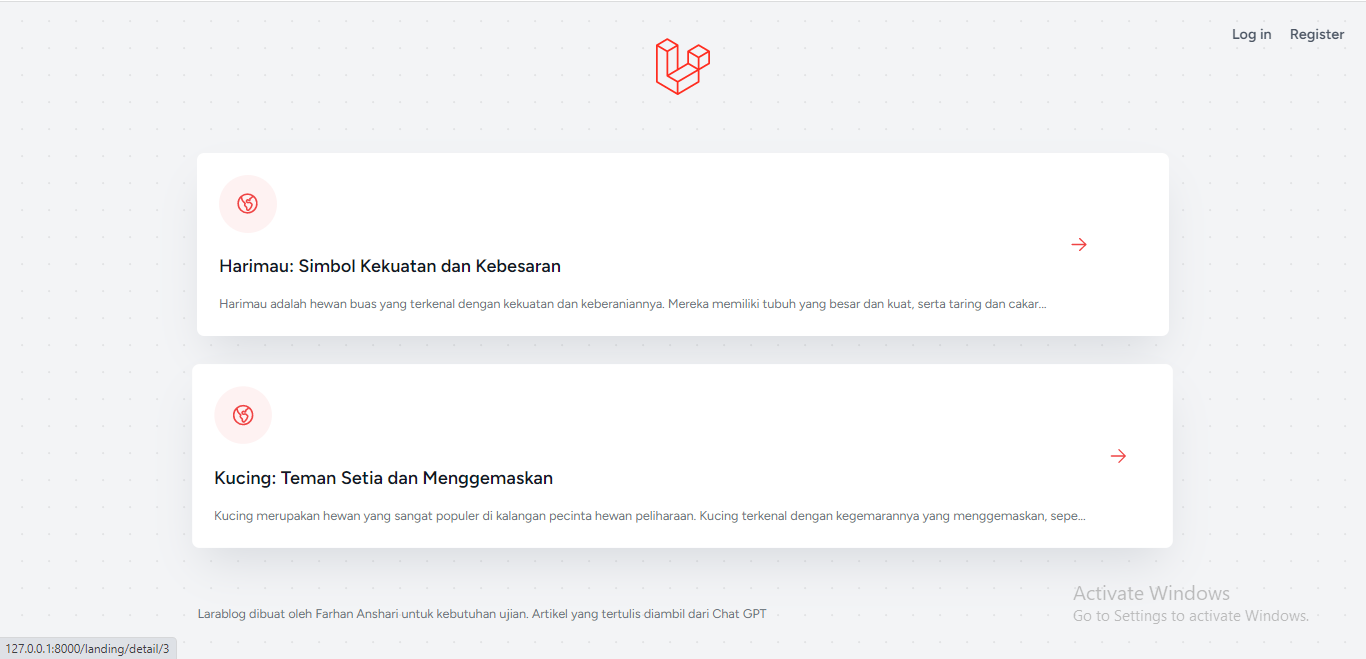 Log in Register
Harimau: Simbol Kekuatan dan Kebesaran
Harimau adalah hewan buas yang terkenal dengan kekuatan dan keberaniannya. Mereka memiliki tubuh yang besar dan kuat, serta taring dan cakar...
Kucing: Teman Setia dan Menggemaskan
Kucing merupakan hewan yang sangat populer di kalangan pecinta hewan peliharaan. Kucing terkenal dengan kegemarannya yang menggemaskan, sepe...
Larablog dibuat oleh Farhan Anshari untuk kebutuhan ujian. Artikel yang tertulis diambil dari Chat GPT
Activate Windows
Go to Settings to activate Windows.
127.0.0.1:8000/landing/detail/3